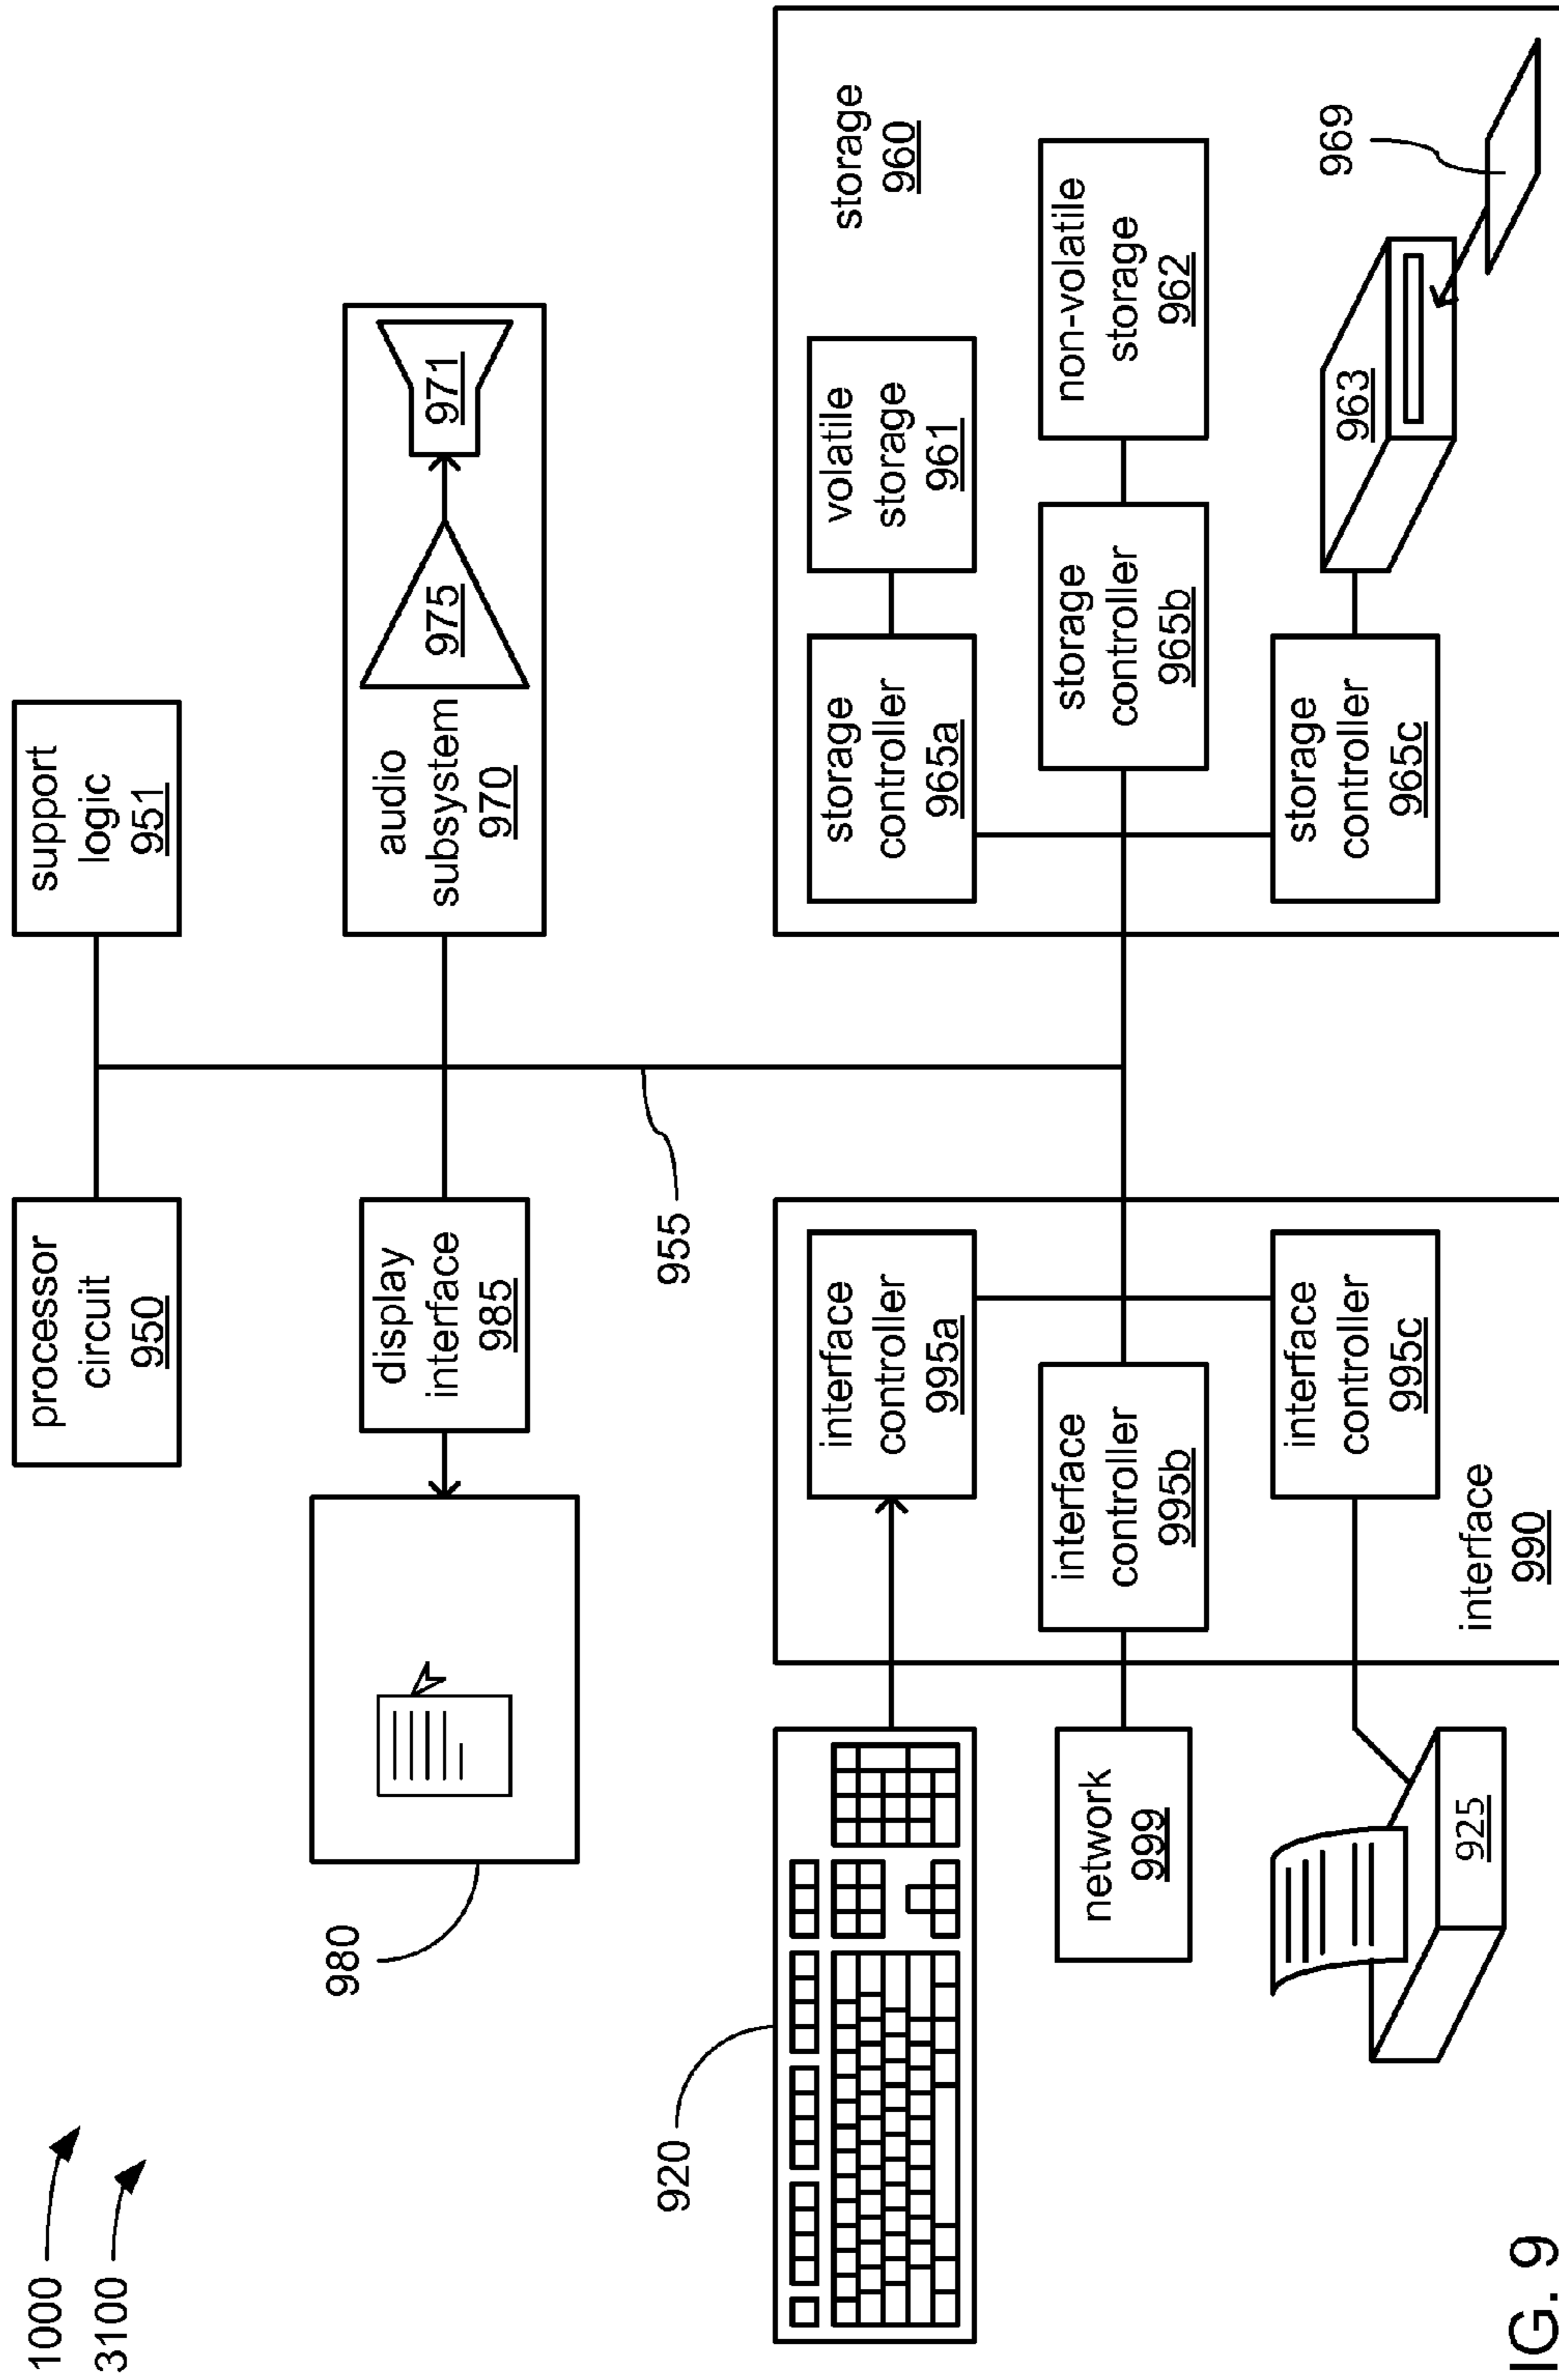 1000
3100
processor
circuit
950
support
logic
951
980
display
interface
985
audio
subsystem
970
975
971
955
920
interface
controller
995a
storage
controller
965a
volatile
storage
961
storage
960
network
999
interface
controller
995b
storage
controller
965b
non-volatile
storage
962
925
interface
controller
995c
interface
990
storage
controller
965c
963
969
IG. 9